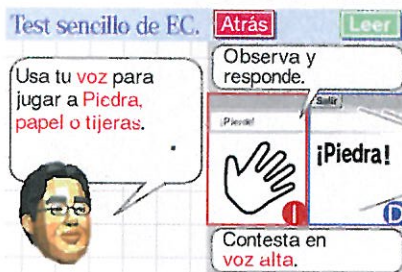 Test sencillo de EC.
Atrás
Leer
Usa tu voz para
jugar a Piedra,
papel o tijeras.
Observa y
responde.
¡Pierde!
I
Salir
¡Piedra!
D
Contesta en
voz alta.